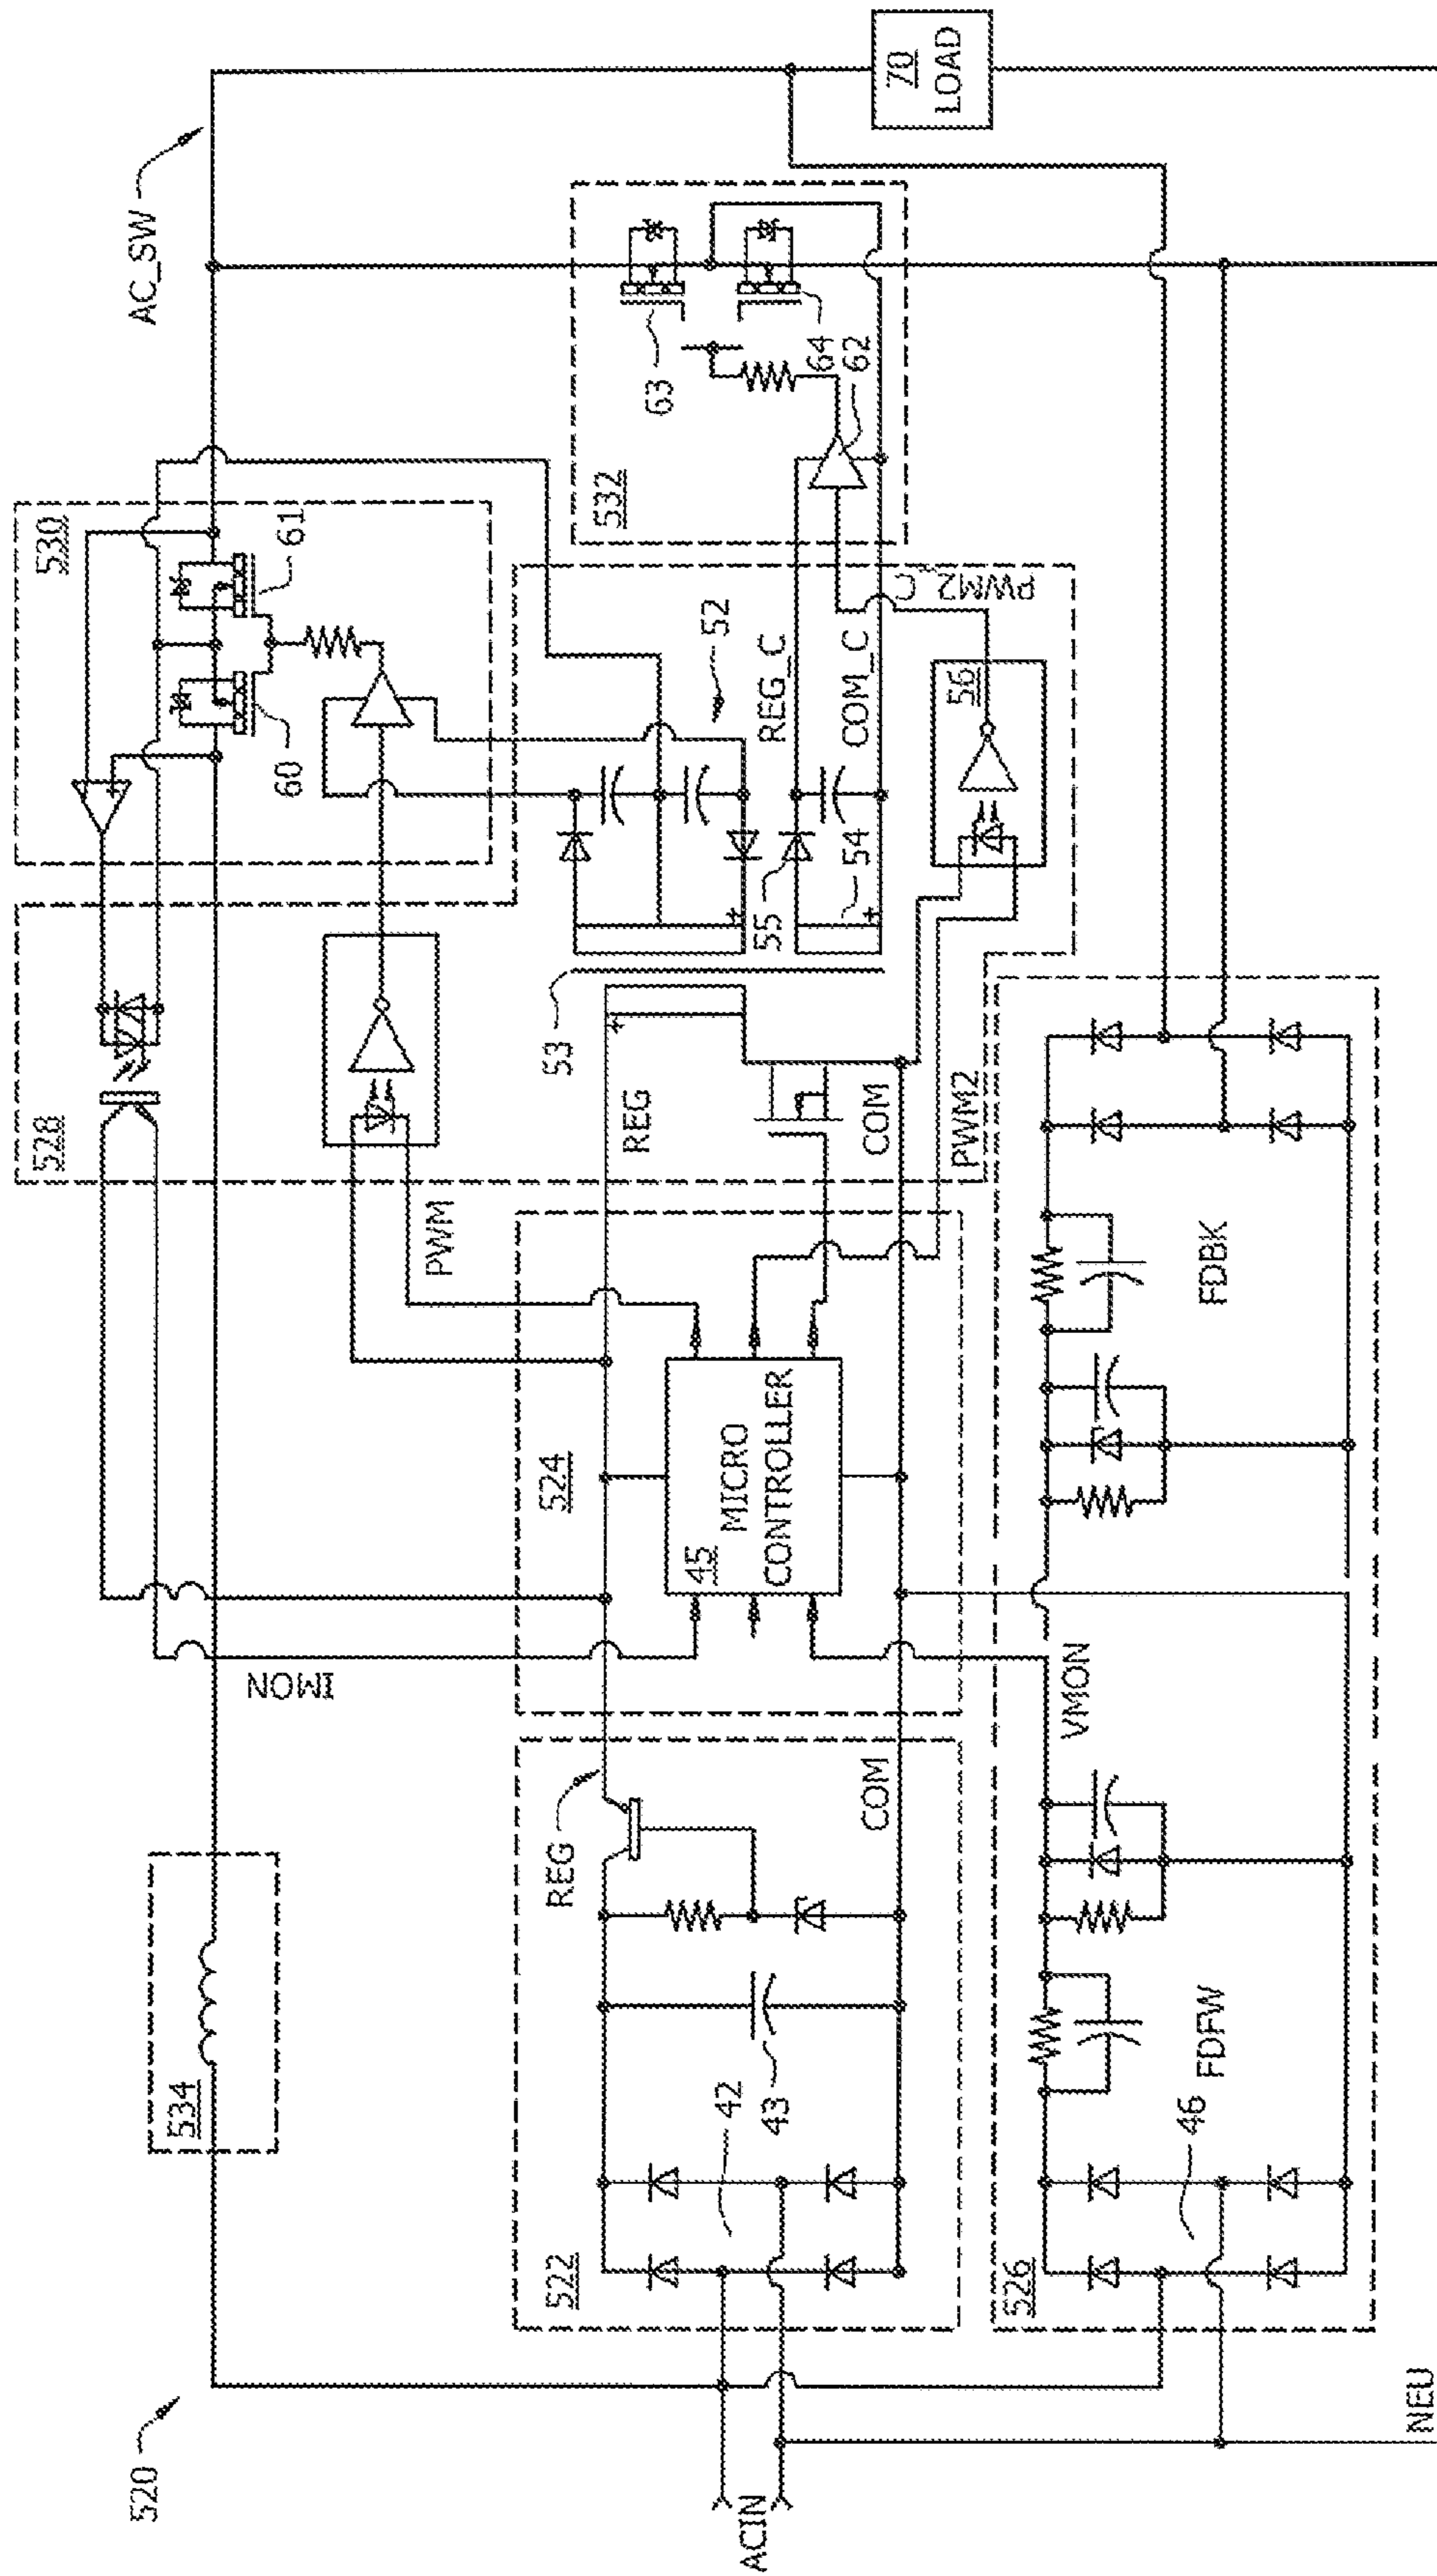 520
534
IMON
528
530
60
61
AC_SW
PWM
53
52
55
54
REG_C
COM_C
56
PWM2_C
532
63
64
62
70
LOAD
ACIN
522
42
43
REG
COM
524
45
MICRO
CONTROLLER
REG
COM
PWM2
526
46
FDFW
VMON
FDBK
NEU